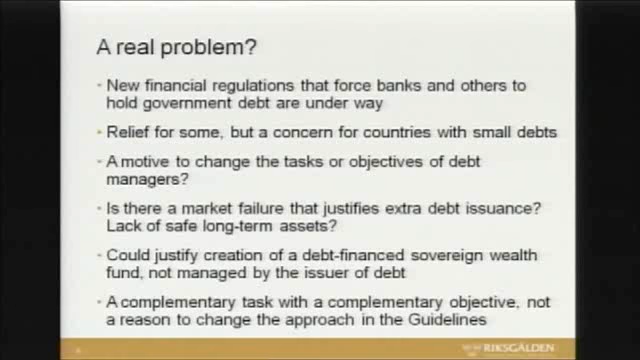 A real problem?
• New financial regulations that force banks and others to
hold government debt are under way
• Relief for some, but a concern for countries with small debts
• A motive to change the tasks or objectives of debt
managers?
• Is there a market failure that justifies extra debt issuance?
Lack of safe long-term assets?
• Could justify creation of a debt-financed sovereign wealth
fund, not managed by the issuer of debt
• A complementary task with a complementary objective, not
a reason to change the approach in the Guidelines
RIKSGÄLDEN